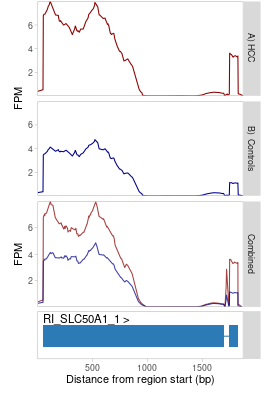 6
4
2
A) HCC
FPM
6
4
2
B) Controls
6
4
2
FPM
Combined
RI_SLC50A1_1 >
500 1000 1500
Distance from region start (bp)